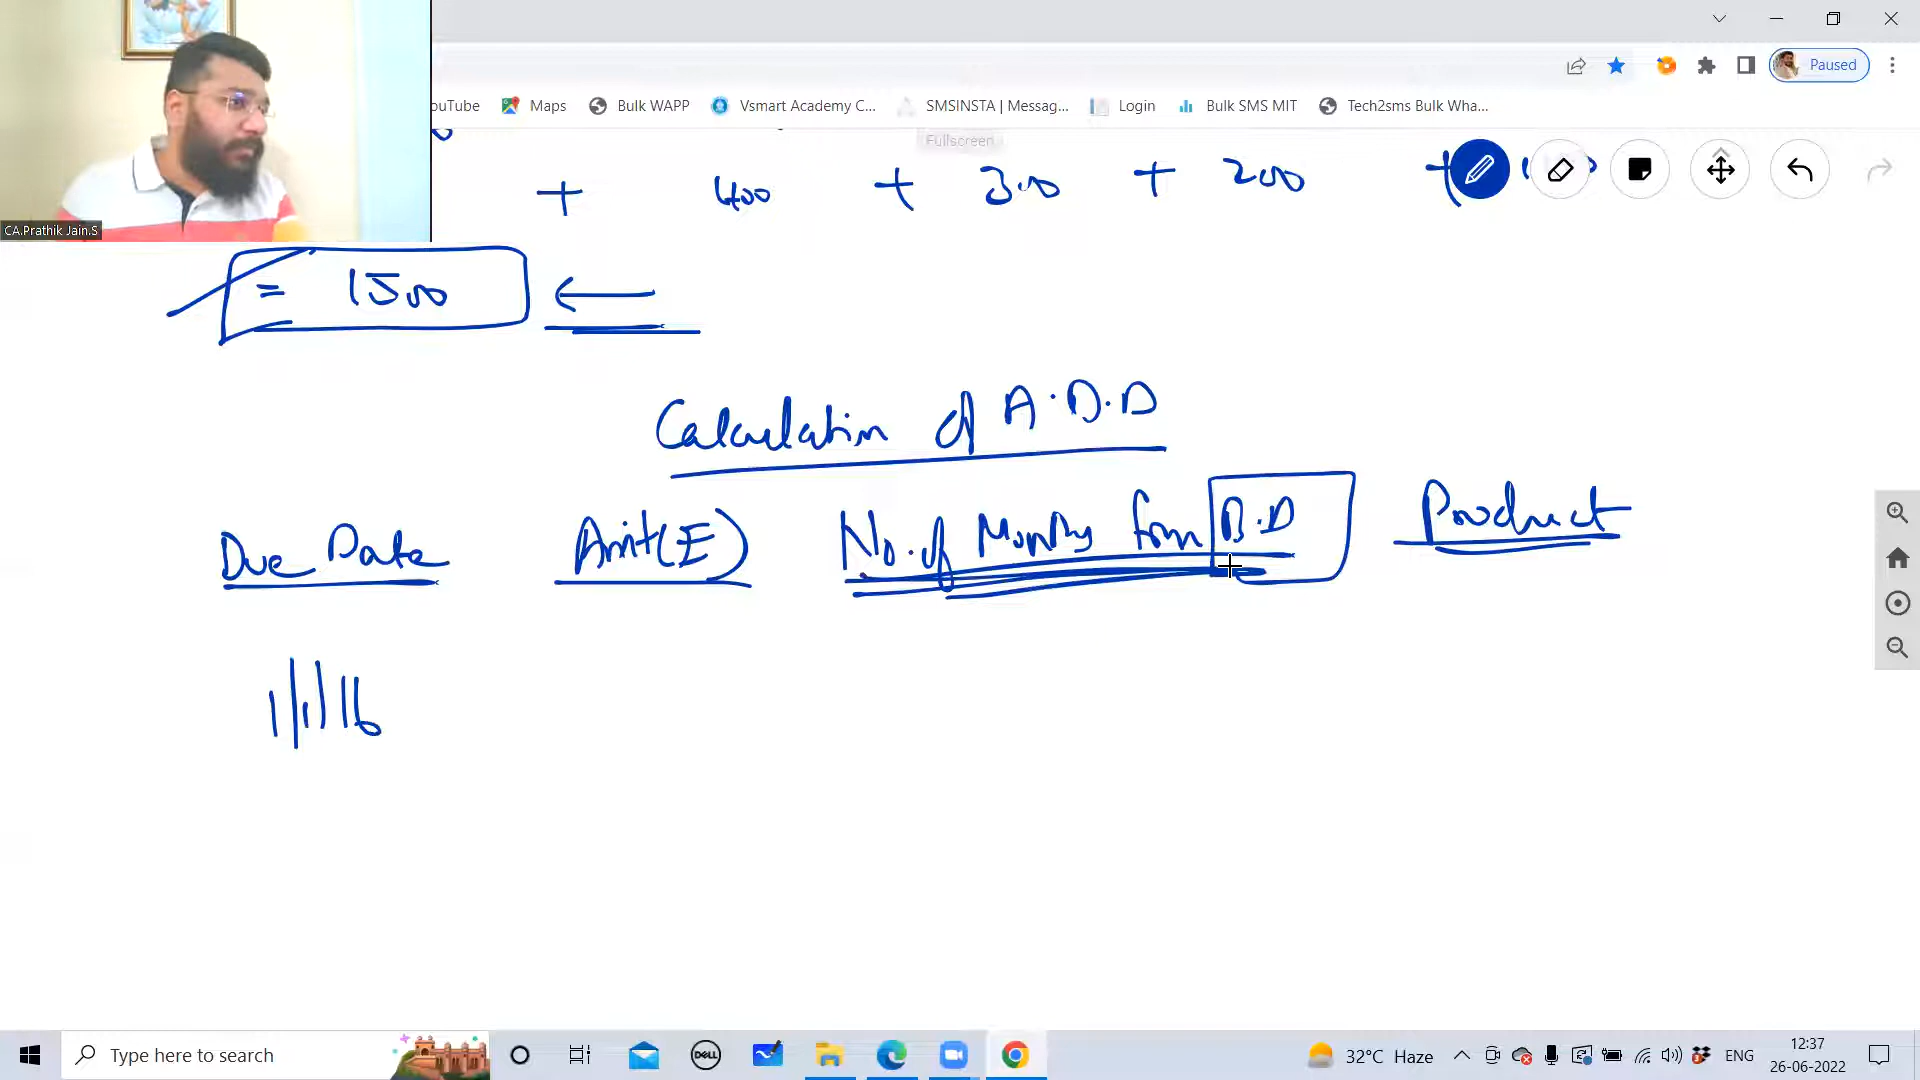 Paused
ouTube Maps Bulk WAPP Vsmart Academy C... SMSINSTA | Messag... Login Bulk SMS MIT Tech2sms Bulk Wha...
Fullscreen
+ 400 + 300 + 200 +
CA.Prathik Jain.S
= 1500 ←
Calculation of A.D.D
Due Date Amt(E) No. of Months from B.D Product
1/1/16
Type here to search
DELL
32°C Haze
ENG
12:37
26-06-2022